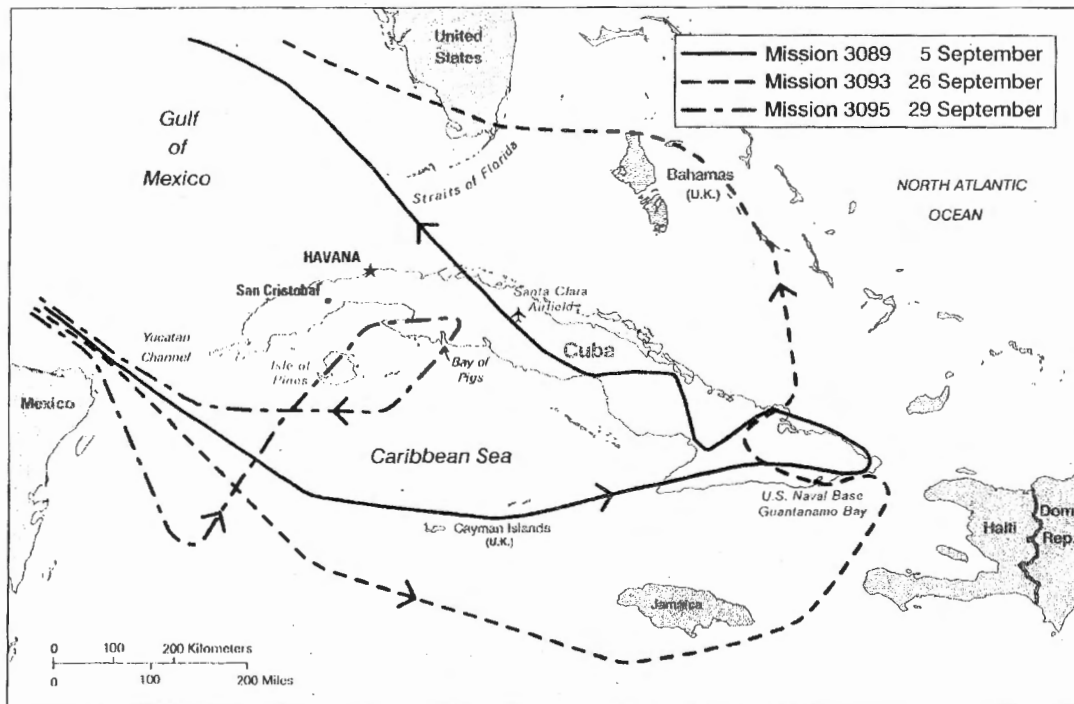 United
States
Mission 3089 5 September
Mission 3093 26 September
Mission 3095 29 September
Gulf
of
Mexico
Straits of Florida
Bahamas
(U.K.)
NORTH ATLANTIC
OCEAN
HAVANA
San Cristobal
Santa Clara
Airfield
Yucatan
Channel
Isle of
Pines
Bay of
Pigs
Cuba
Mexico
Caribbean Sea
U.S. Naval Base
Guantanamo Bay
Cayman Islands
(U.K.)
Haiti
Dom.
Rep.
Jamaica
0 100 200 Kilometers
0 100 200 Miles